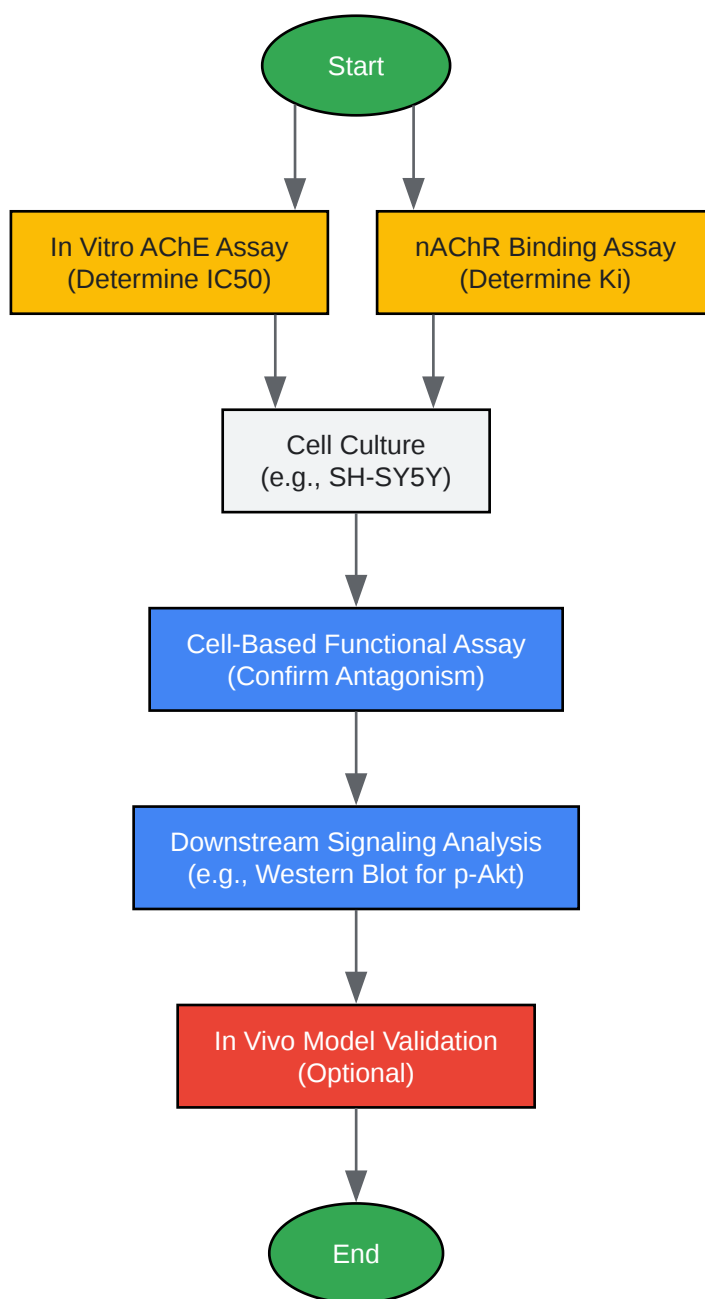 Start
In Vitro AChE Assay
(Determine IC50)
nAChR Binding Assay
(Determine Ki)
Cell Culture
(e.g., SH-SY5Y)
Cell-Based Functional Assay
(Confirm Antagonism)
Downstream Signaling Analysis
(e.g., Western Blot for p-Akt)
In Vivo Model Validation
(Optional)
End